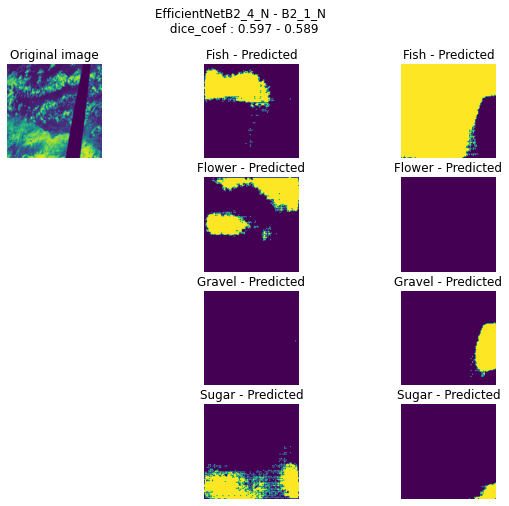 EfficientNetB2_4_N - B2_1_N
dice_coef : 0.597 - 0.589
Original image
Fish - Predicted
Fish - Predicted
Flower - Predicted
Flower - Predicted
Gravel - Predicted
Gravel - Predicted
Sugar - Predicted
Sugar - Predicted